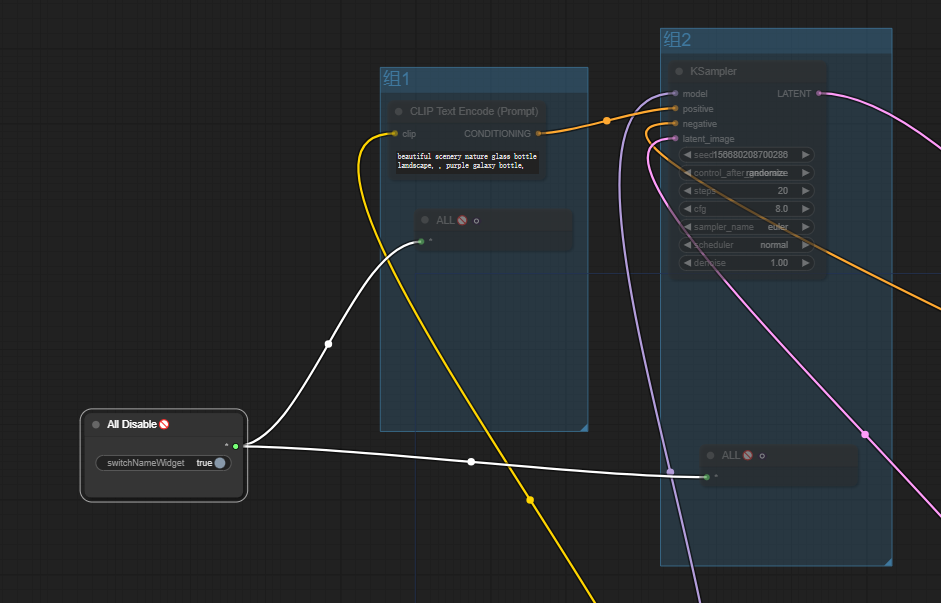 组1
CLIP Text Encode (Prompt)
clip CONDITIONING
beautiful scenery nature glass bottle
landscape, , purple galaxy bottle,
ALL
*
组2
KSampler
model LATENT
positive
negative
latent_image
seed 156680208700286
control_after_ randomize
steps 20
cfg 8.0
sampler_name euler
scheduler normal
denoise 1.00
All Disable
*
switchNameWidget true
ALL
*